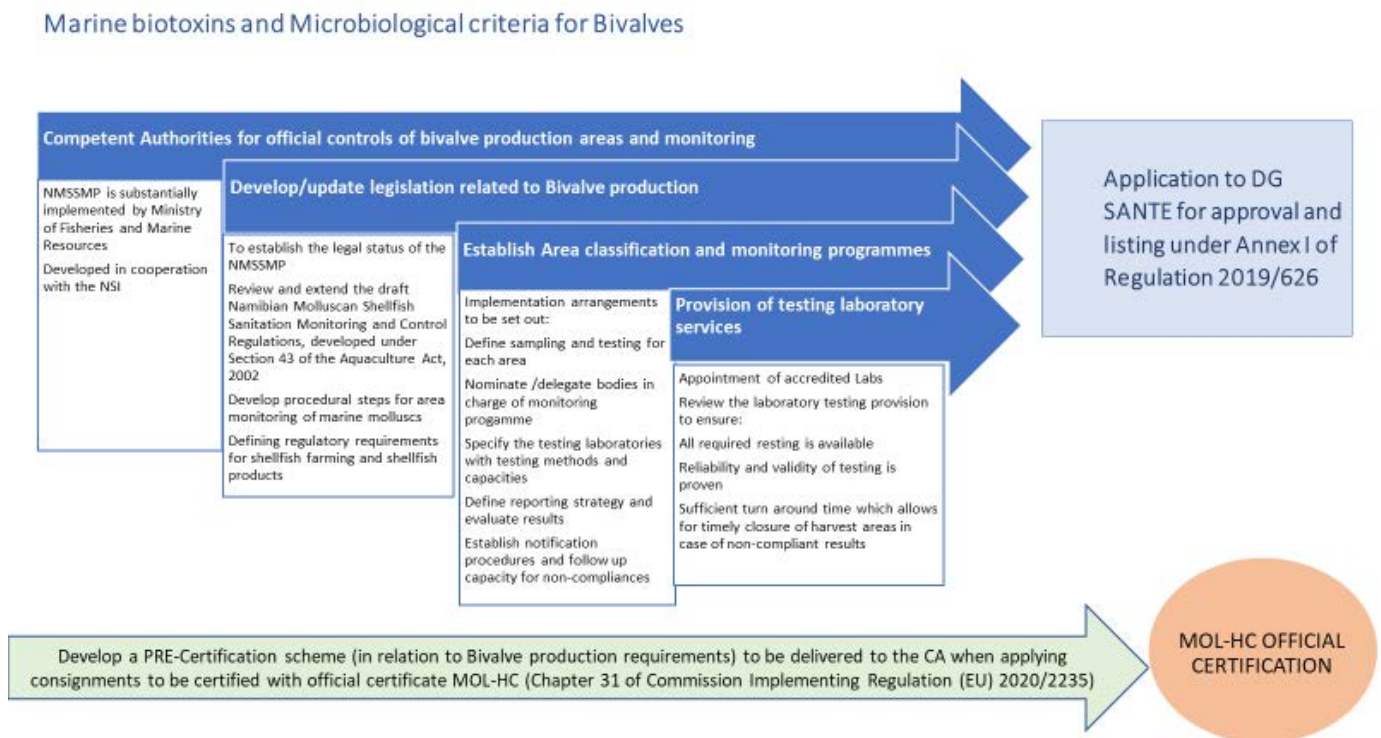 Marine biotoxins and Microbiological criteria for Bivalves
Competent Authorities for official controls of bivalve production areas and monitoring
NMSSMP is substantially
implemented by Ministry
of Fisheries and Marine
Resources
Developed in cooperation
with the NSI
Develop/update legislation related to Bivalve production
To establish the legal status of the
NMSSMP
Review and extend the draft
Namibian Molluscan Shellfish
Sanitation Monitoring and Control
Regulations, developed under
Section 43 of the Aquaculture Act,
2002
Develop procedural steps for area
monitoring of marine molluscs
Defining regulatory requirements
for shellfish farming and shellfish
products
Establish Area classification and monitoring programmes
Implementation arrangements
to be set out:
Define sampling and testing for
each area
Nominate /delegate bodies in
charge of monitoring
progamme
Specify the testing laboratories
with testing methods and
capacities
Define reporting strategy and
evaluate results
Establish notification
procedures and follow up
capacity for non-compliances
Provision of testing laboratory
services
Appointment of accredited Labs
Review the laboratory testing provision
to ensure:
All required resting is available
Reliability and validity of testing is
proven
Sufficient turn around time which allows
for timely closure of harvest areas in
case of non-compliant results
Application to DG
SANTE for approval and
listing under Annex I of
Regulation 2019/626
Develop a PRE-Certification scheme (in relation to Bivalve production requirements) to be delivered to the CA when applying
consignments to be certified with official certificate MOL-HC (Chapter 31 of Commission Implementing Regulation (EU) 2020/2235)
MOL-HC OFFICIAL
CERTIFICATION